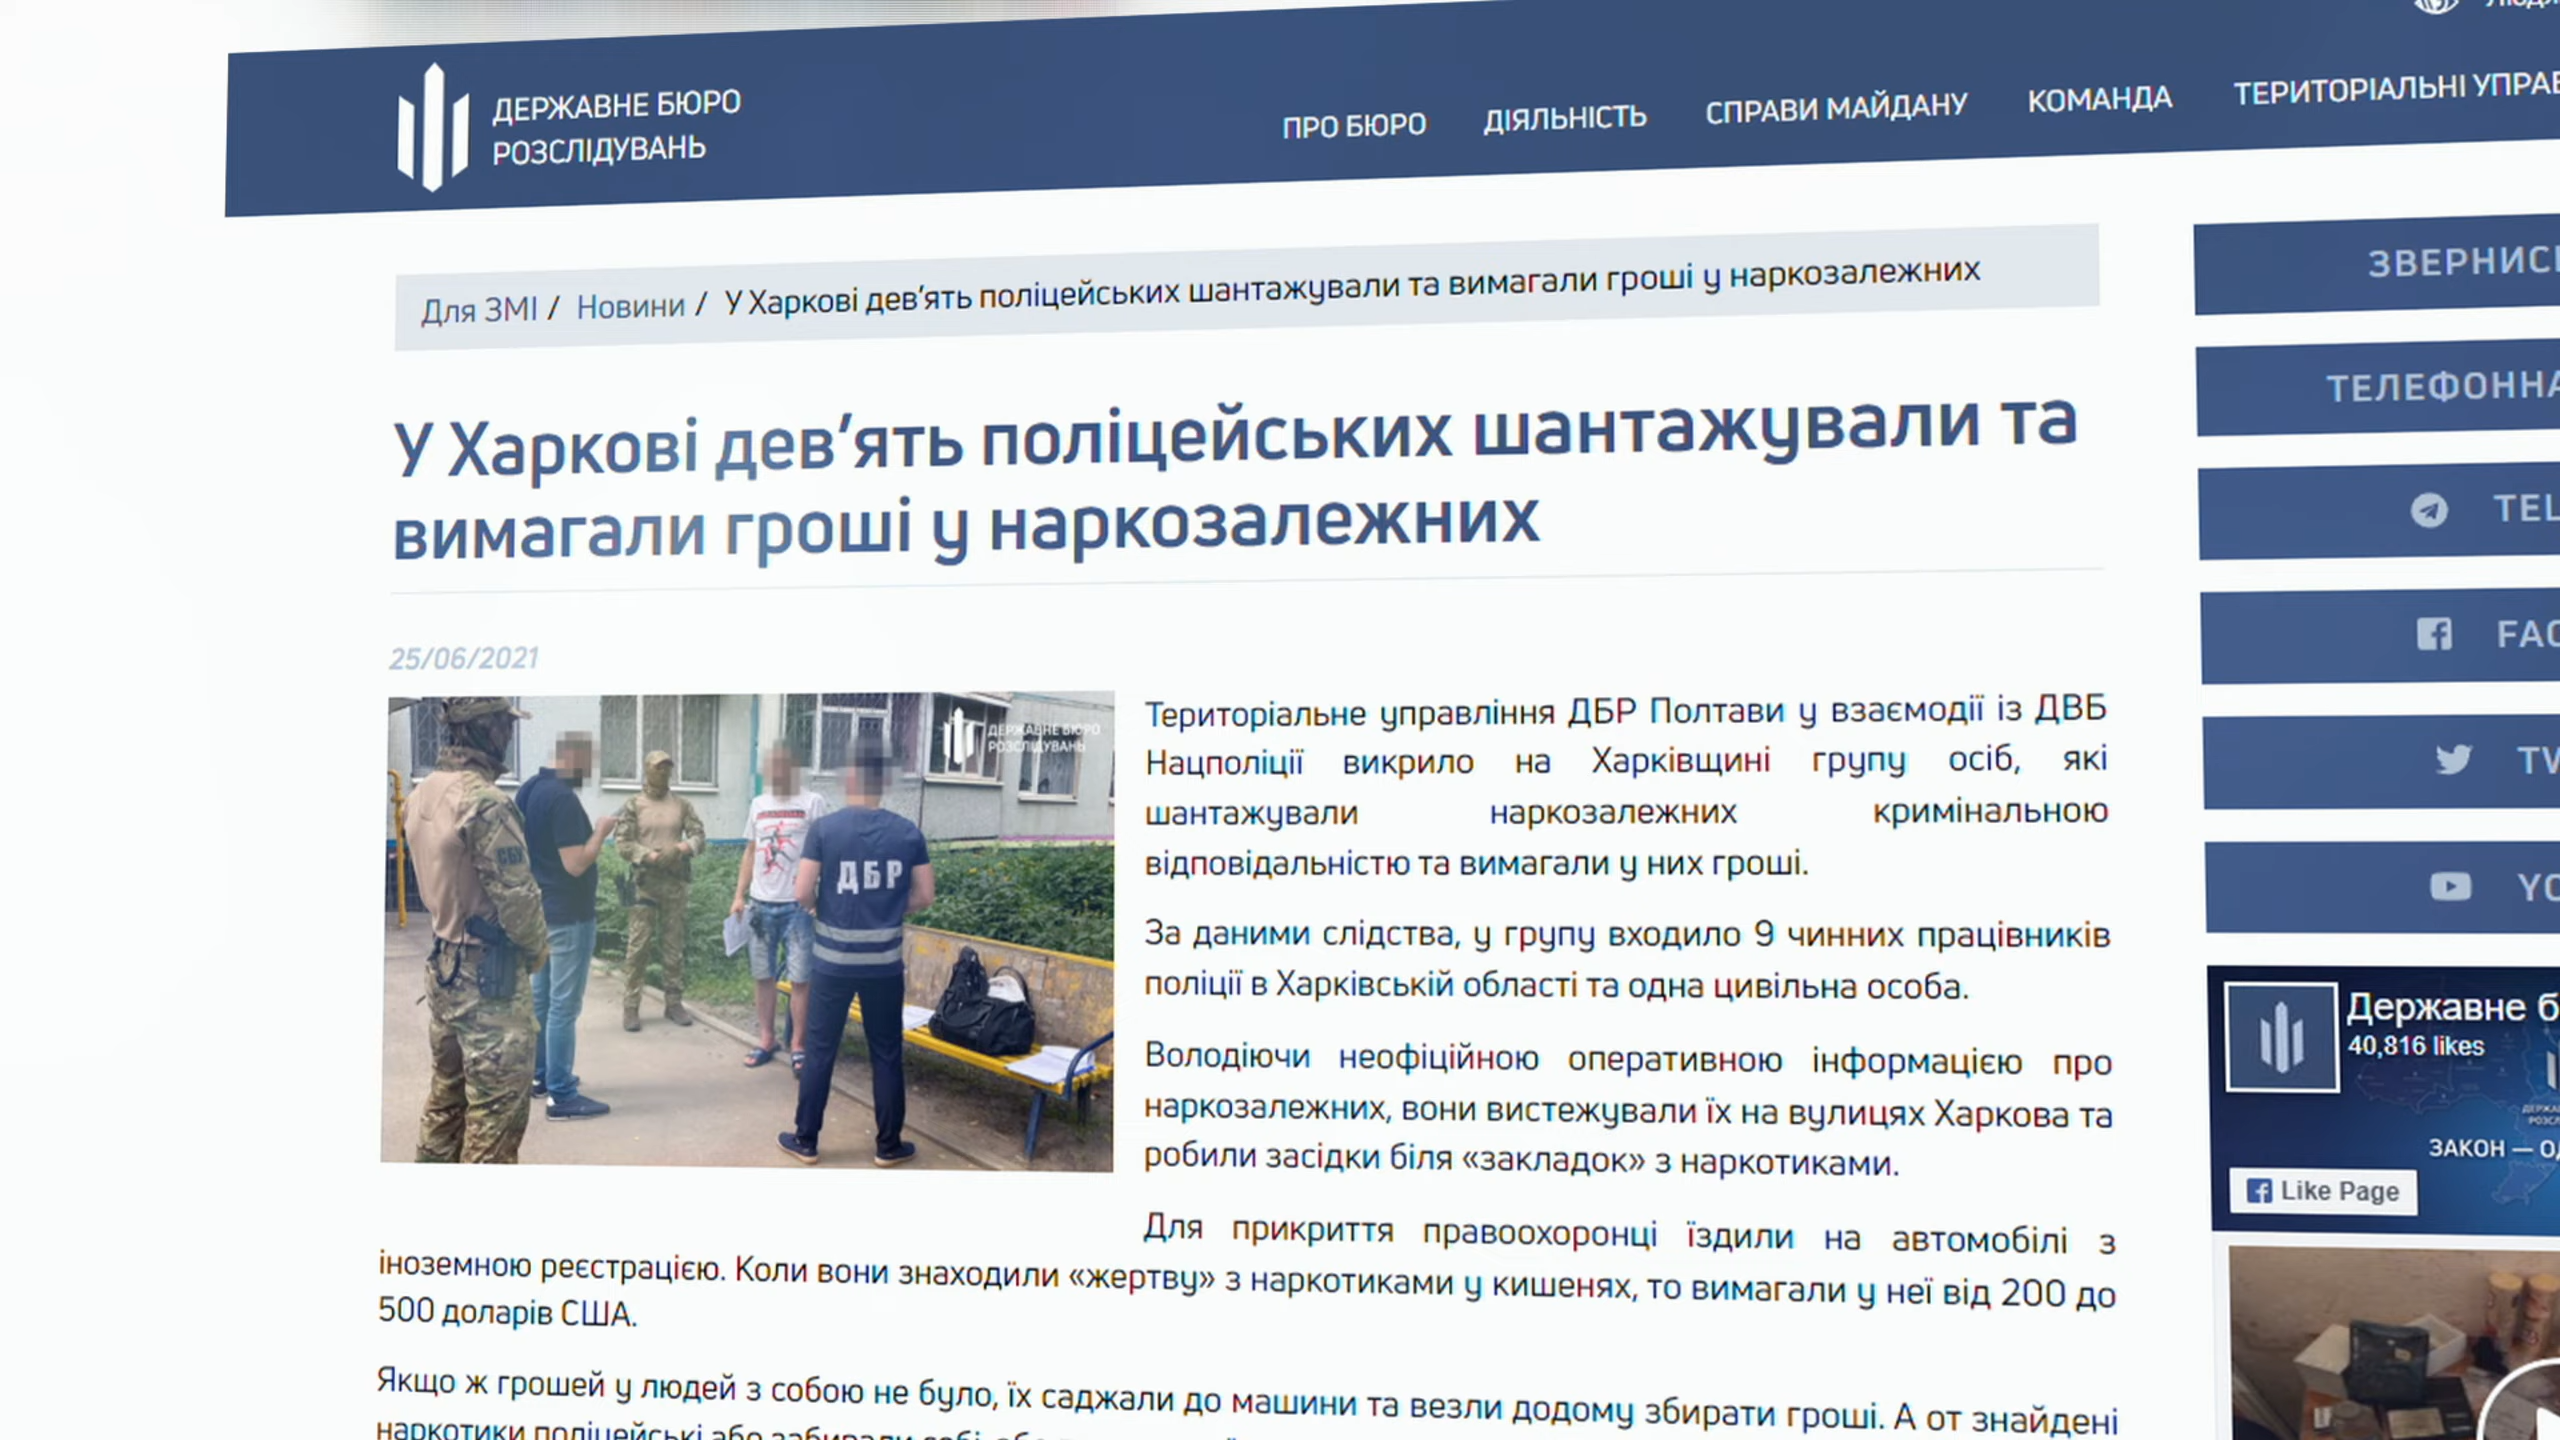 ДЕРЖАВНЕ БЮРО
РОЗСЛІДУВАНЬ
ПРО БЮРО
ДІЯЛЬНІСТЬ
СПРАВИ МАЙДАНУ
КОМАНДА
ТЕРИТОРІАЛЬНІ
Для ЗМІ / Новини / У Харкові дев’ять поліцейських шантажували та вимагали гроші у наркозалежних
У Харкові дев’ять поліцейських шантажували та
вимагали гроші у наркозалежних
25/06/2021
ДЕРЖАВНЕ БЮРО
РОЗСЛІДУВАНЬ
СБУ
ДБР
Територіальне управління ДБР Полтави у взаємодії із ДВБ
Нацполіції викрило на Харківщині групу осіб, які
шантажували наркозалежних кримінальною
відповідальністю та вимагали у них гроші.
За даними слідства, у групу входило 9 чинних працівників
поліції в Харківській області та одна цивільна особа.
Володіючи неофіційною оперативною інформацією про
наркозалежних, вони вистежували їх на вулицях Харкова та
робили засідки біля «закладок» з наркотиками.
Для прикриття правоохоронці їздили на автомобілі з
іноземною реєстрацією. Коли вони знаходили «жертву» з наркотиками у кишенях, то вимагали у неї від 200 до
500 доларів США.
Якщо ж грошей у людей з собою не було, їх саджали до машини та везли додому збирати гроші. А от знайдені
наркотики поліцейські або
Державне б
40,816 likes
ЗАКОН —
Like Page